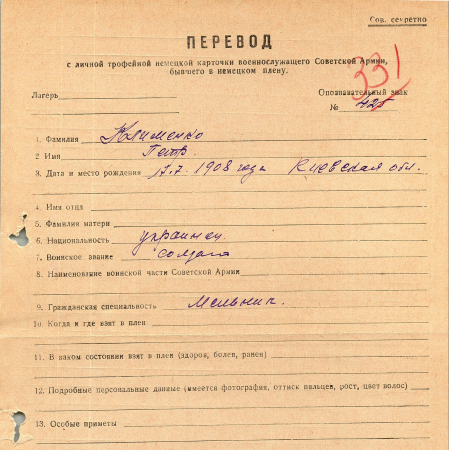 Сов. секретно
ПЕРЕВОД
с личной трофейной немецкой карточки военнослужащего Советской Армии,
бывшего в немецком плену.
331
Лагерь
Опознавательный знак
№ 425
1. Фамилия Клименко
2 Имя Петр
3. Дата и место рождения 17.7.1908 года Киевская обл.
4. Имя отца
5. Фамилия матери
6. Национальность украинец
7. Воинское звание солдат
8. Наименование воинской части Советской Армии
9. Гражданская специальность Мельник.
10. Когда и где взят в плен
11. В каком состоянии взят в плен (здоров, болен, ранен)
12. Подробные персональные данные (имеется фотография, оттиск пальцев, рост, цвет волос)
13. Особые приметы